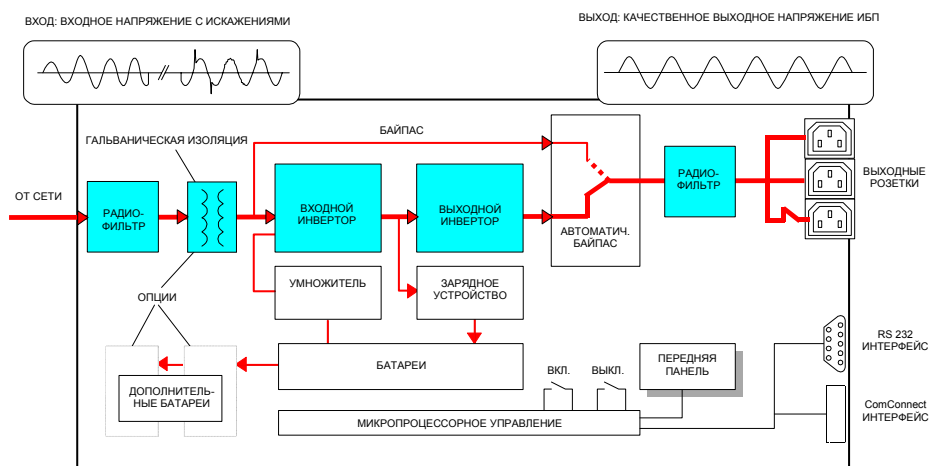 ВХОД: ВХОДНОЕ НАПРЯЖЕНИЕ С ИСКАЖЕНИЯМИ
ВЫХОД: КАЧЕСТВЕННОЕ ВЫХОДНОЕ НАПРЯЖЕНИЕ ИБП
ГАЛЬВАНИЧЕСКАЯ ИЗОЛЯЦИЯ
БАЙПАС
ОТ СЕТИ
РАДИО-
ФИЛЬТР
ВХОДНОЙ
ИНВЕРТОР
ВЫХОДНОЙ
ИНВЕРТОР
АВТОМАТИЧ.
БАЙПАС
РАДИО-
ФИЛЬТР
ВЫХОДНЫЕ
РОЗЕТКИ
УМНОЖИТЕЛЬ
ЗАРЯДНОЕ
УСТРОЙСТВО
ОПЦИИ
ДОПОЛНИТЕЛЬ-
НЫЕ БАТАРЕИ
БАТАРЕИ
ВКЛ.
ВЫКЛ.
ПЕРЕДНЯЯ
ПАНЕЛЬ
RS 232
ИНТЕРФЕЙС
МИКРОПРОЦЕССОРНОЕ УПРАВЛЕНИЕ
ComConnect
ИНТЕРФЕЙС